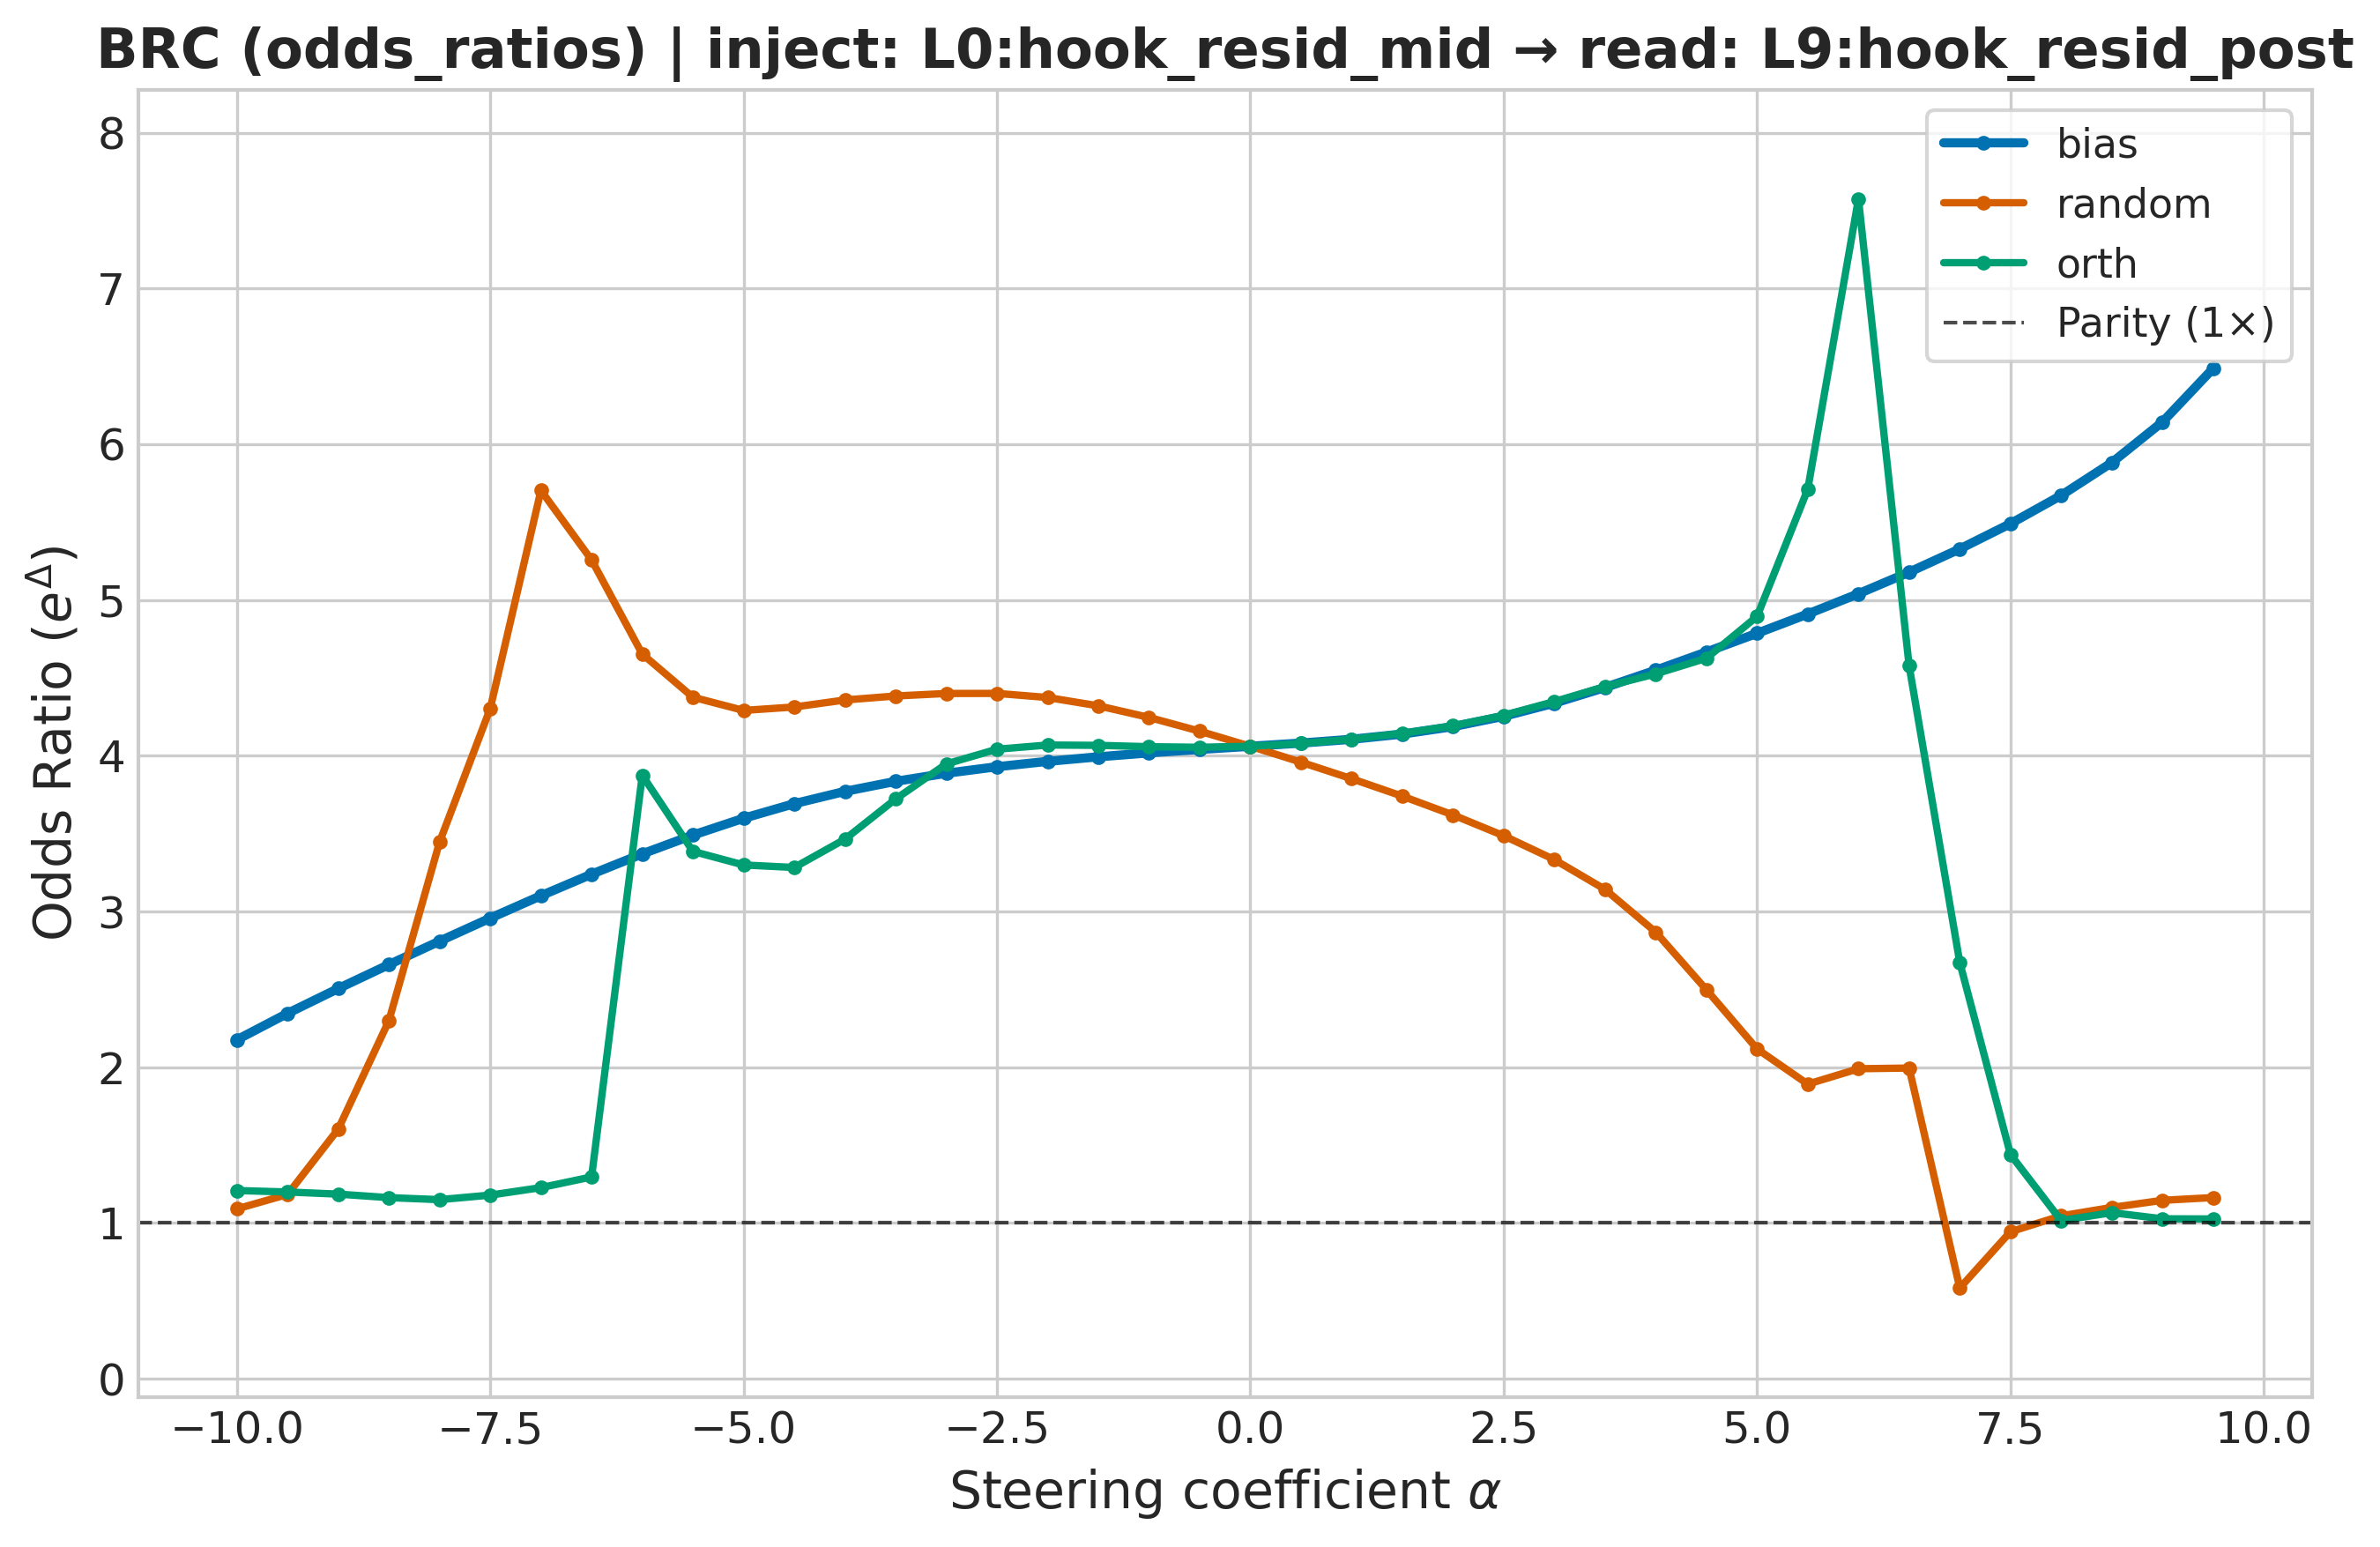 BRC (odds_ratios) | inject: L0:hook_resid_mid → read: L9:hook_resid_post
8
7
6
5
4
3
2
1
0
Odds Ratio (e^Δ)
bias
random
orth
Parity (1×)
−10.0 −7.5 −5.0 −2.5 0.0 2.5 5.0 7.5 10.0
Steering coefficient α